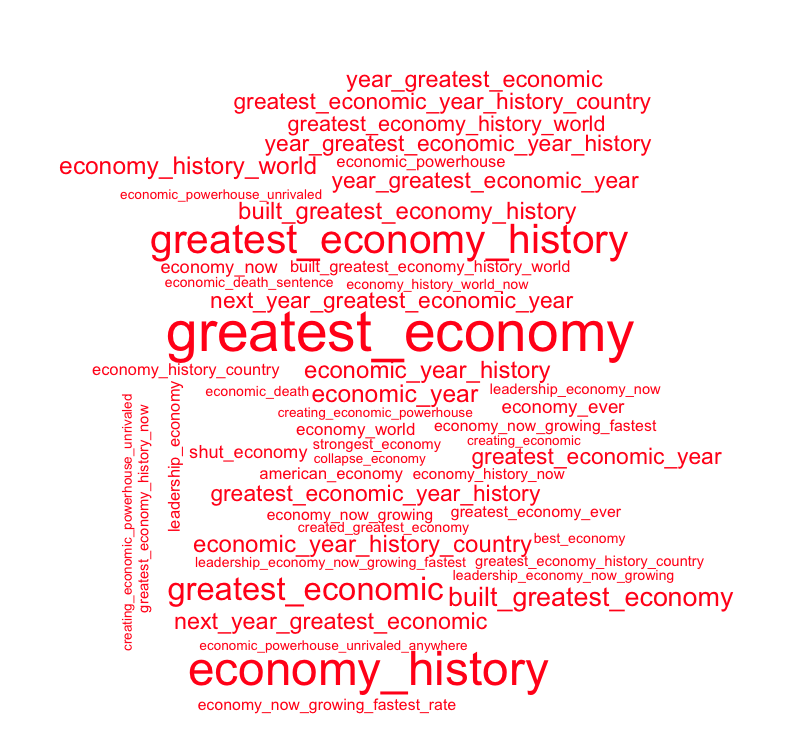 year_greatest_economic
greatest_economic_year_history_country
greatest_economy_history_world
year_greatest_economic_year_history
economy_history_world
economic_powerhouse
year_greatest_economic_year
economic_powerhouse_unrivaled
built_greatest_economy_history
greatest_economy_history
economy_now
built_greatest_economy_history_world
economic_death_sentence
economy_history_world_now
next_year_greatest_economic_year
greatest_economy
economy_history_country
economic_year_history
economic_death
economic_year
leadership_economy_now
creating_economic_powerhouse
economy_ever
economy_world
economy_now_growing_fastest
strongest_economy
creating_economic
shut_economy
collapse_economy
greatest_economic_year
american_economy
economy_history_now
creating_economic_powerhouse_unrivaled
greatest_economy_history_now
leadership_economy
greatest_economic_year_history
economy_now_growing
greatest_economy_ever
created_greatest_economy
economic_year_history_country
best_economy
leadership_economy_now_growing_fastest
greatest_economy_history_country
leadership_economy_now_growing
greatest_economic
built_greatest_economy
next_year_greatest_economic
economic_powerhouse_unrivaled_anywhere
economy_history
economy_now_growing_fastest_rate